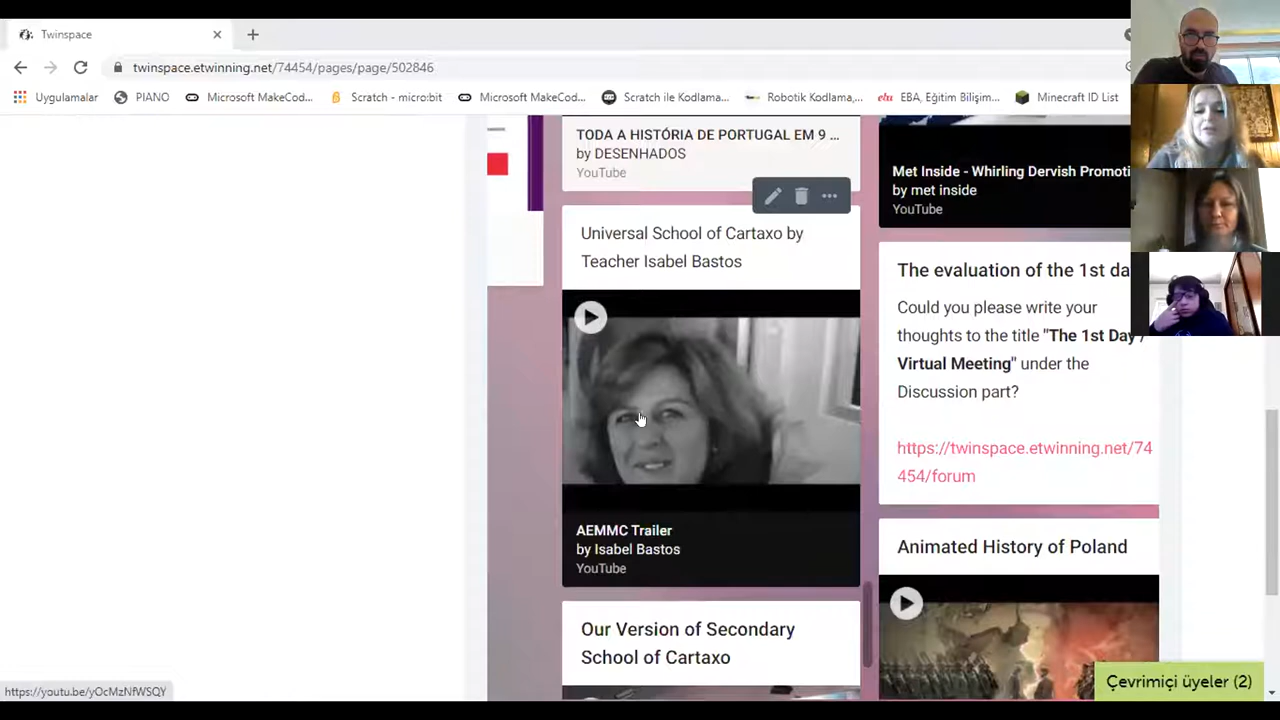 Twinspace
twinspace.etwinning.net/74454/pages/page/502846
Uygulamalar
PIANO
Microsoft MakeCod...
Scratch - micro:bit
Microsoft MakeCod...
Scratch ile Kodlama...
Robotik Kodlama,...
EBA, Eğitim Bilişim...
Minecraft ID List
TODA A HISTÓRIA DE PORTUGAL EM 9 ...
by DESENHADOS
YouTube
Universal School of Cartaxo by
Teacher Isabel Bastos
AEMMC Trailer
by Isabel Bastos
YouTube
Our Version of Secondary
School of Cartaxo
Met Inside - Whirling Dervish Promoti
by met inside
YouTube
The evaluation of the 1st da
Could you please write your
thoughts to the title "The 1st Day /
Virtual Meeting" under the
Discussion part?
https://twinspace.etwinning.net/74
454/forum
Animated History of Poland
https://youtu.be/yOcMzNfWSQY
Çevrimiçi üyeler (2)